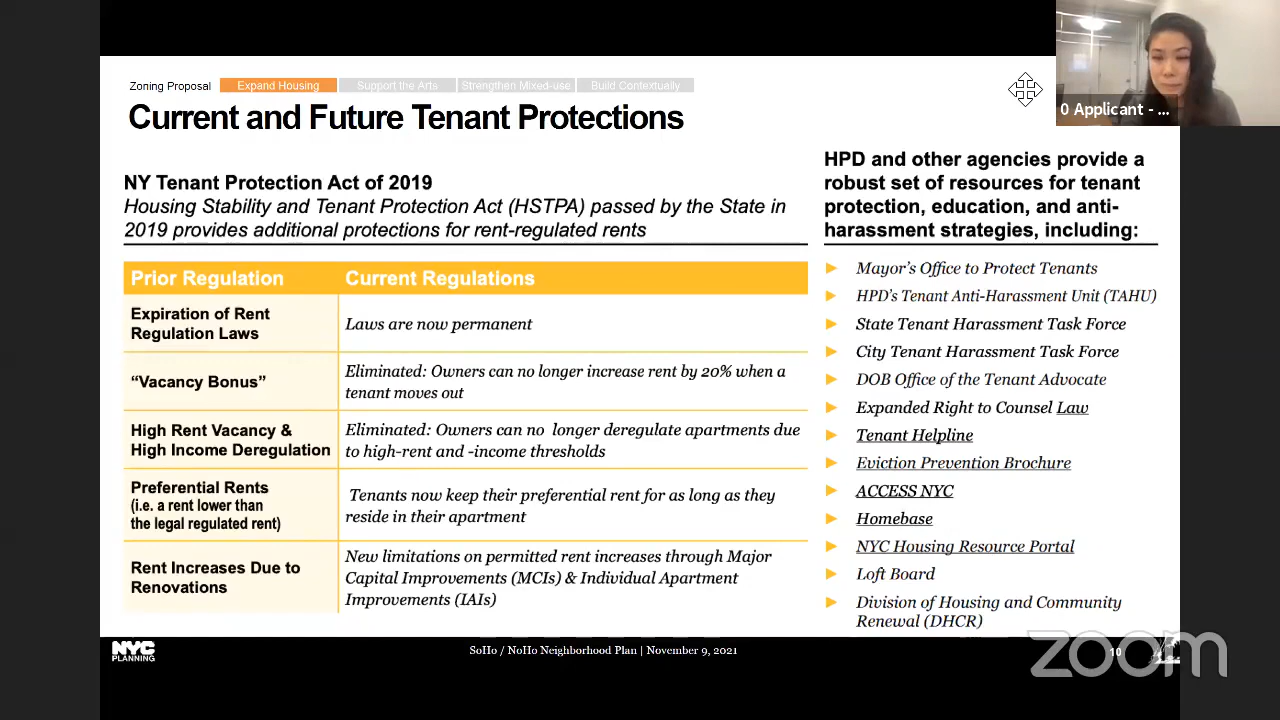 Zoning Proposal Expand Housing Support the Arts Strengthen Mixed-use Build Contextually
Current and Future Tenant Protections
0 Applicant - ...
NY Tenant Protection Act of 2019
Housing Stability and Tenant Protection Act (HSTPA) passed by the State in
2019 provides additional protections for rent-regulated rents
Prior Regulation Current Regulations
Expiration of Rent
Regulation Laws
Laws are now permanent
“Vacancy Bonus”
Eliminated: Owners can no longer increase rent by 20% when a
tenant moves out
High Rent Vacancy &
High Income Deregulation
Eliminated: Owners can no longer deregulate apartments due
to high-rent and -income thresholds
Preferential Rents
(i.e. a rent lower than
the legal regulated rent)
Tenants now keep their preferential rent for as long as they
reside in their apartment
Rent Increases Due to
Renovations
New limitations on permitted rent increases through Major
Capital Improvements (MCIs) & Individual Apartment
Improvements (IAIs)
HPD and other agencies provide a
robust set of resources for tenant
protection, education, and anti-
harassment strategies, including:
Mayor’s Office to Protect Tenants
HPD’s Tenant Anti-Harassment Unit (TAHU)
State Tenant Harassment Task Force
City Tenant Harassment Task Force
DOB Office of the Tenant Advocate
Expanded Right to Counsel Law
Tenant Helpline
Eviction Prevention Brochure
ACCESS NYC
Homebase
NYC Housing Resource Portal
Loft Board
Division of Housing and Community
Renewal (DHCR)
NYC
PLANNING
SoHo / NoHo Neighborhood Plan | November 9, 2021
10
zoom